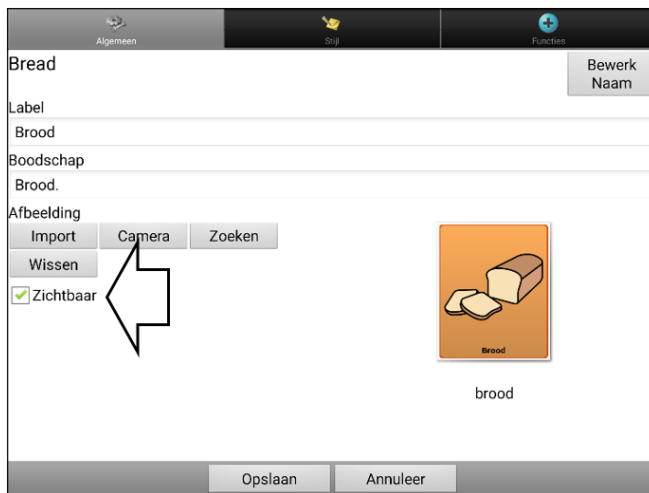 Algemeen
Stijl
Functies
Bread
Bewerk
Naam
Label
Brood
Boodschap
Brood.
Afbeelding
Import
Camera
Zoeken
Wissen
Zichtbaar
Brood
brood
Opslaan
Annuleer